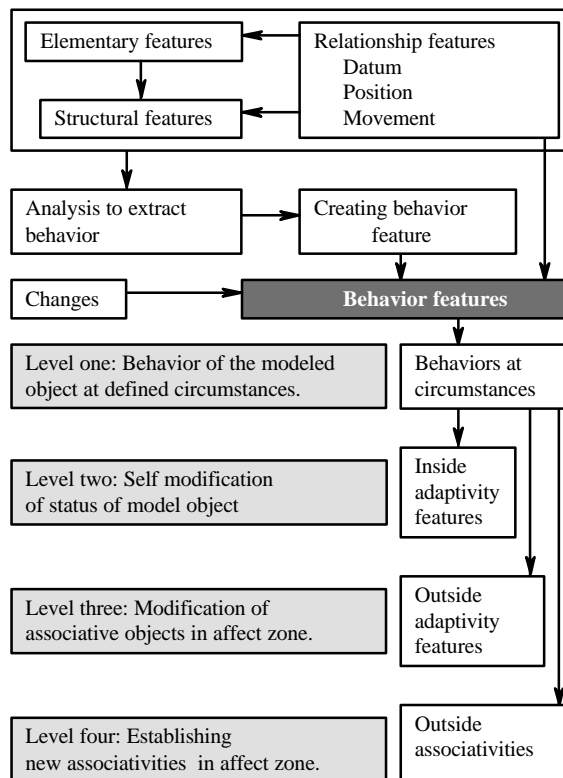 Elementary features
Relationship features
Datum
Position
Movement
Structural features
Analysis to extract
behavior
Creating behavior
feature
Changes
Behavior features
Level one: Behavior of the modeled
object at defined circumstances.
Behaviors at
circumstances
Level two: Self modification
of status of model object
Inside
adaptivity
features
Level three: Modification of
associative objects in affect zone.
Outside
adaptivity
features
Level four: Establishing
new associativities in affect zone.
Outside
associativities